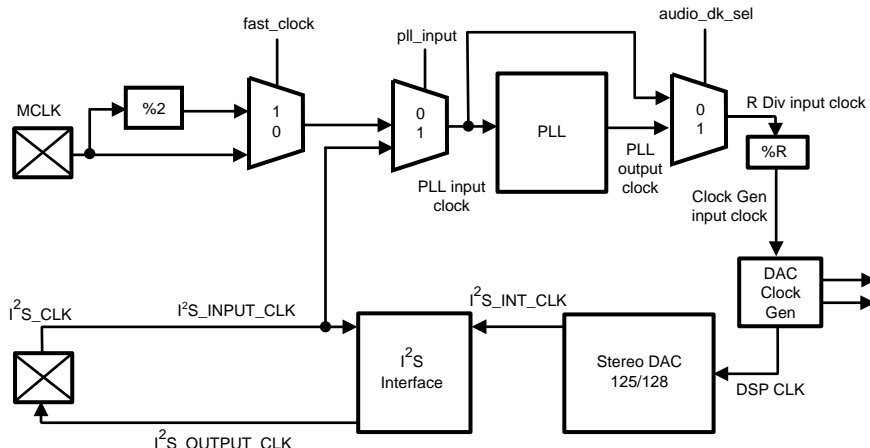 fast_clock
pll_input
audio_dk_sel
MCLK
%2
1
0
0
1
PLL
0
1
R Div input clock
%R
PLL input
clock
PLL
output
clock
Clock Gen
input clock
DAC
Clock
Gen
I²S_CLK
I²S_INPUT_CLK
I²S_INT_CLK
I²S
Interface
Stereo DAC
125/128
DSP CLK
I²S_OUTPUT_CLK